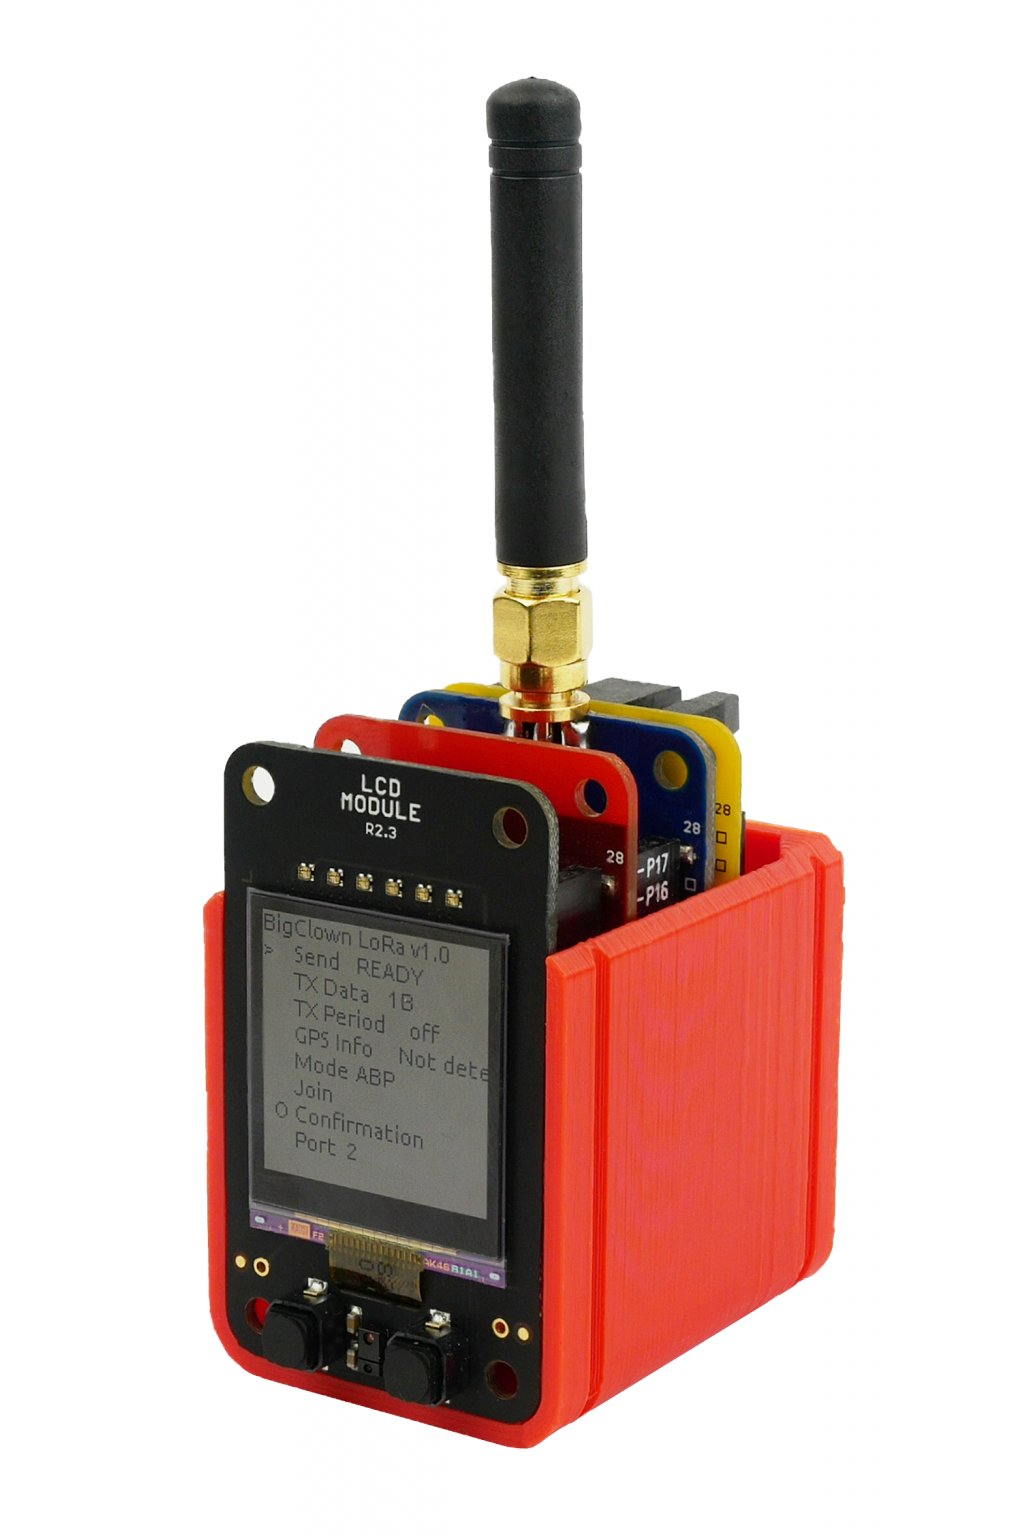 LCD
MODULE
R2.3
BigClown LoRa v1.0
> Send READY
TX Data 1B
TX Period off
GPS Info Not dete
Mode ABP
Join
O Confirmation
Port 2
F2
28
28
28
P17
P16